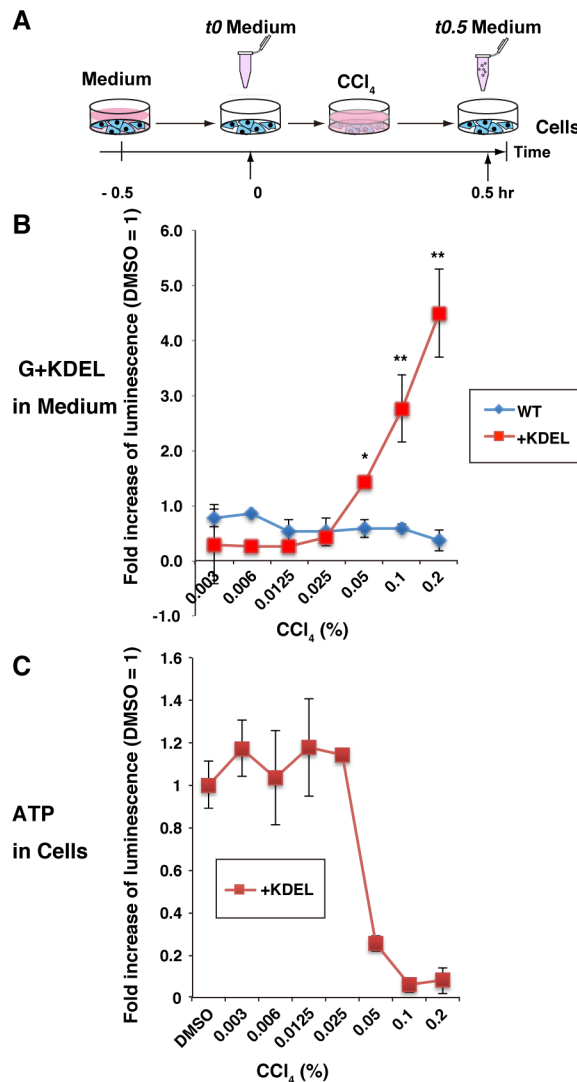 A
t0 Medium
t0.5 Medium
Medium
CCl4
Cells
Time
- 0.5
0
0.5 hr
B
Fold increase of luminescence (DMSO = 1)
6.0
5.0
4.0
3.0
2.0
1.0
0.0
-1.0
**
**
*
G+KDEL
in Medium
WT
+KDEL
0.003
0.006
0.0125
0.025
0.05
0.1
0.2
CCl4 (%)
C
Fold increase of luminescence (DMSO = 1)
1.6
1.4
1.2
1
0.8
0.6
0.4
0.2
0
ATP
in Cells
+KDEL
DMSO
0.003
0.006
0.0125
0.025
0.05
0.1
0.2
CCl4 (%)